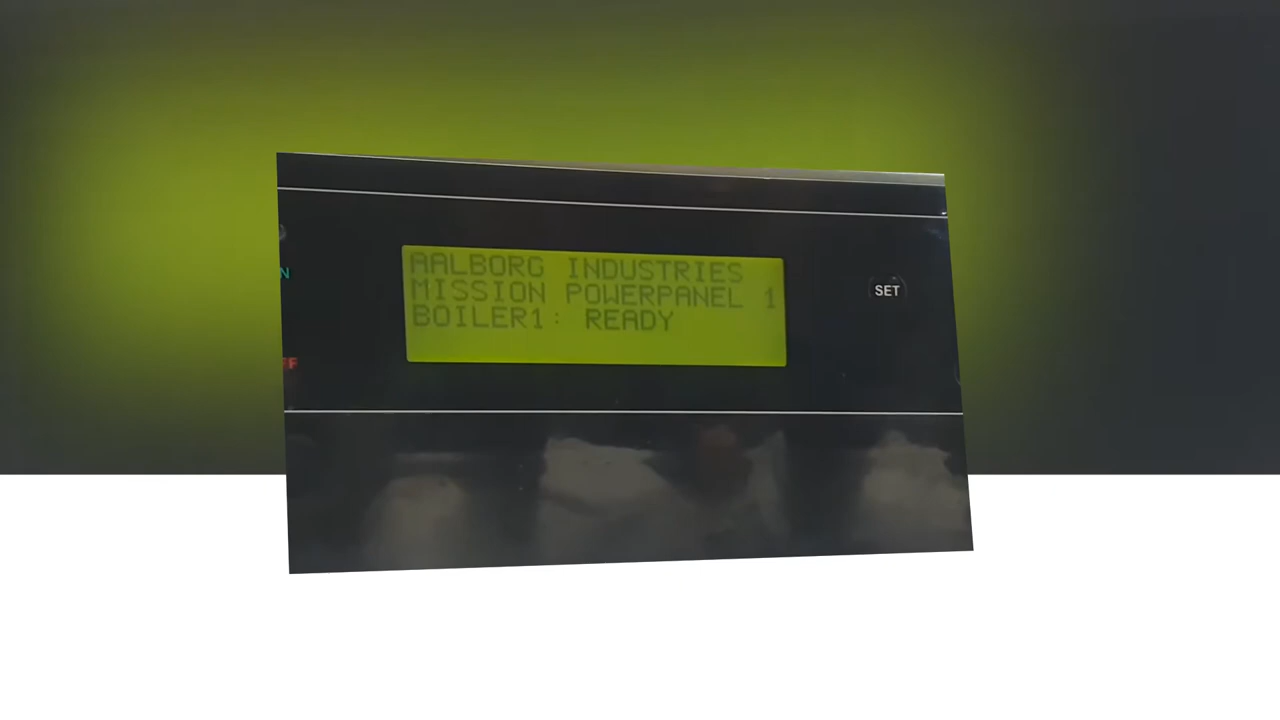 AALBORG INDUSTRIES
MISSION POWERPANEL 1
BOILER1: READY
SET